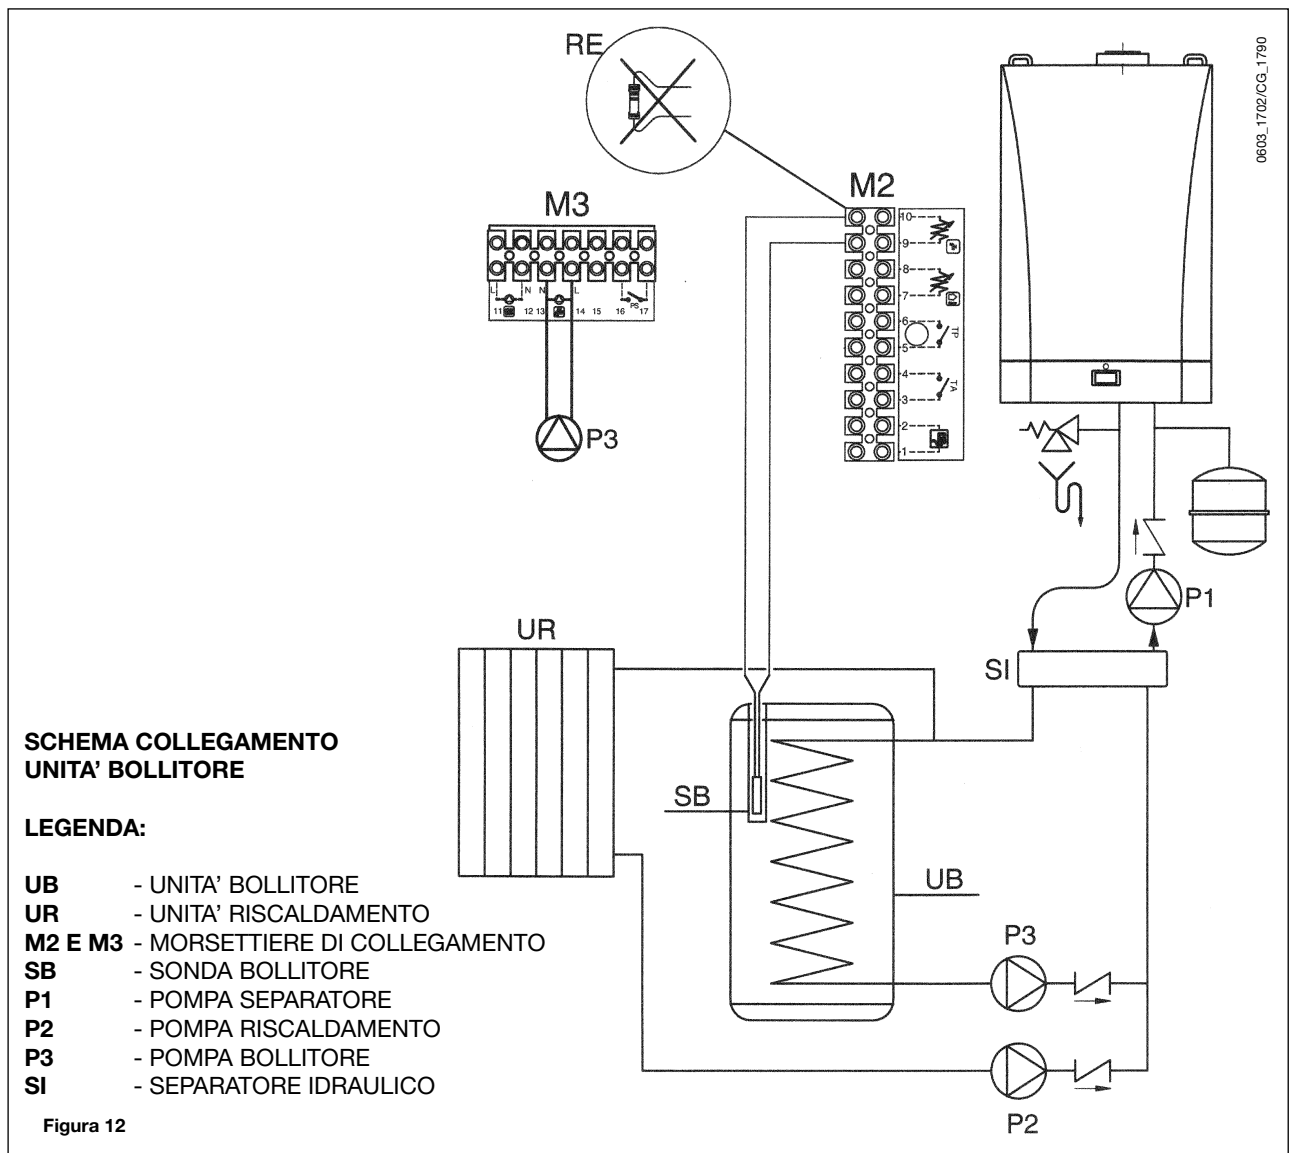 RE
0603_1702/CG_1790
M2
M3
10
9
8
7
6
TP
5
4
TA
3
2
1
L N N L
PS
11 12 13 14 15 16 17
P3
P1
UR
SI
SCHEMA COLLEGAMENTO
UNITA' BOLLITORE
SB
LEGENDA:
UB
UB - UNITA' BOLLITORE
UR - UNITA' RISCALDAMENTO
M2 E M3 - MORSETTIERE DI COLLEGAMENTO
P3
SB - SONDA BOLLITORE
P1 - POMPA SEPARATORE
P2 - POMPA RISCALDAMENTO
P3 - POMPA BOLLITORE
SI - SEPARATORE IDRAULICO
P2
Figura 12